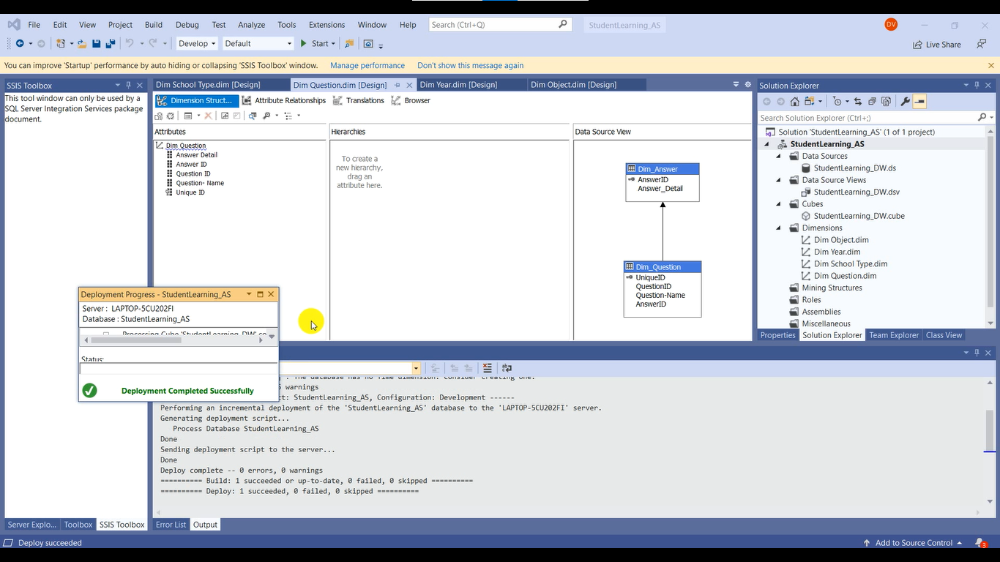 File Edit View Project Build Debug Test Analyze Tools Extensions Window Help Search (Ctrl+Q) StudentLearning_AS DV
Develop Default Start Live Share
You can improve 'Startup' performance by auto hiding or collapsing 'SSIS Toolbox' window. Manage performance Don't show this message again
SSIS Toolbox
This tool window can only be used by a
SQL Server Integration Services package
document.
Dim School Type.dim [Design] Dim Question.dim [Design] Dim Year.dim [Design] Dim Object.dim [Design]
Dimension Struct... Attribute Relationships Translations Browser
Attributes
Dim Question
Answer Detail
Answer ID
Question ID
Question- Name
Unique ID
Hierarchies
To create a
new hierarchy,
drag an
attribute here.
Data Source View
Dim_Answer
AnswerID
Answer_Detail
Dim_Question
UniqueID
QuestionID
Question-Name
AnswerID
Solution Explorer
Search Solution Explorer (Ctrl+;)
Solution 'StudentLearning_AS' (1 of 1 project)
StudentLearning_AS
Data Sources
StudentLearning_DW.ds
Data Source Views
StudentLearning_DW.dsv
Cubes
StudentLearning_DW.cube
Dimensions
Dim Object.dim
Dim Year.dim
Dim School Type.dim
Dim Question.dim
Mining Structures
Roles
Assemblies
Miscellaneous
Properties Solution Explorer Team Explorer Class View
Deployment Progress - StudentLearning_AS
Server : LAPTOP-5CU202FI
Database : StudentLearning_AS
Processing Cube 'StudentLearning_DW' co
Status:
Deployment Completed Successfully
The database has no Time dimension. Consider creating one.
warnings
ct: StudentLearning_AS, Configuration: Development ------
Performing an incremental deployment of the 'StudentLearning_AS' database to the 'LAPTOP-5CU202FI' server.
Generating deployment script...
Process Database StudentLearning_AS
Done
Sending deployment script to the server...
Done
Deploy complete -- 0 errors, 0 warnings
========== Build: 1 succeeded or up-to-date, 0 failed, 0 skipped ==========
========== Deploy: 1 succeeded, 0 failed, 0 skipped ==========
Server Explo... Toolbox SSIS Toolbox Error List Output
Deploy succeeded Add to Source Control 3